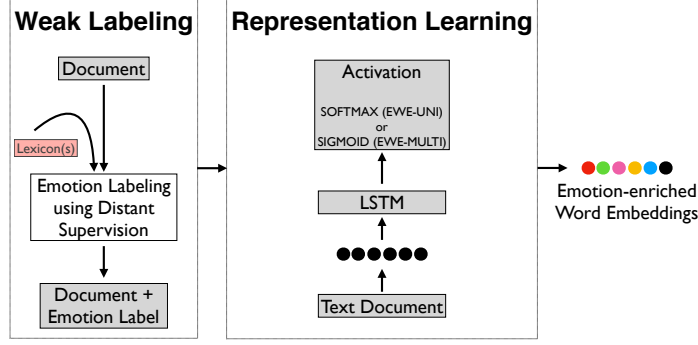 Weak Labeling
Document
Lexicon(s)
Emotion Labeling
using Distant
Supervision
Document +
Emotion Label
Representation Learning
Activation
SOFTMAX (EWE-UNI)
or
SIGMOID (EWE-MULTI)
LSTM
Text Document
Emotion-enriched
Word Embeddings